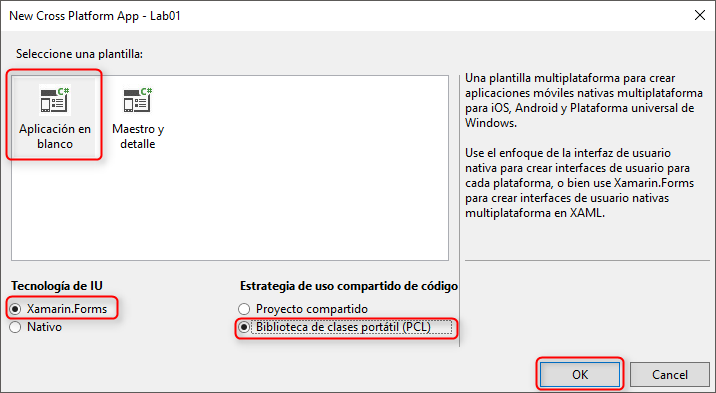 New Cross Platform App - Lab01
Seleccione una plantilla:
C#
Aplicación en
blanco
C#
Maestro y
detalle
Una plantilla multiplataforma para crear
aplicaciones móviles nativas multiplataforma
para iOS, Android y Plataforma universal de
Windows.
Use el enfoque de la interfaz de usuario
nativa para crear interfaces de usuario para
cada plataforma, o bien use Xamarin.Forms
para crear interfaces de usuario nativas
multiplataforma en XAML.
Tecnología de IU
Xamarin.Forms
Nativo
Estrategia de uso compartido de código
Proyecto compartido
Biblioteca de clases portátil (PCL)
OK
Cancel